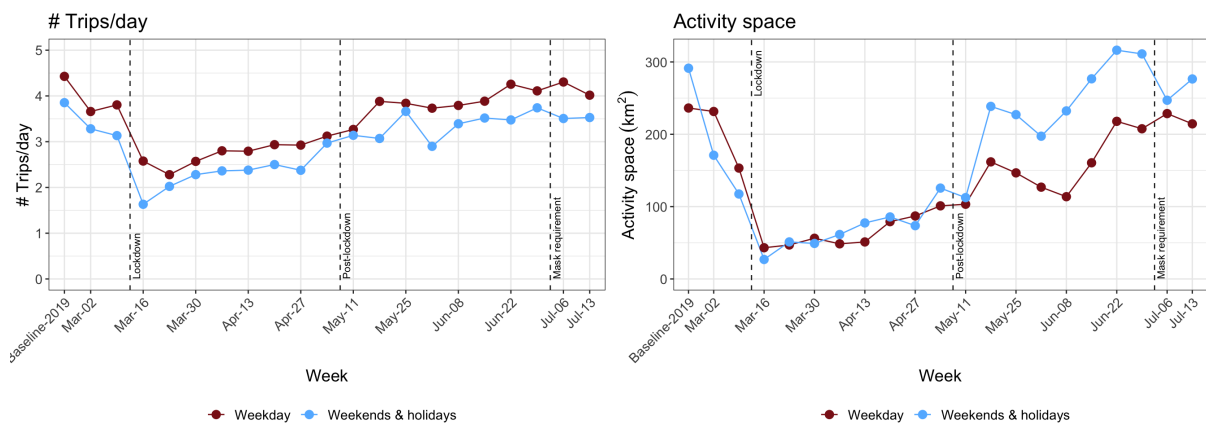 # Trips/day
# Trips/day
5
4
3
2
1
0
Lockdown
Post-lockdown
Mask requirement
Baseline-2019
Mar-02
Mar-16
Mar-30
Apr-13
Apr-27
May-11
May-25
Jun-08
Jun-22
Jul-06
Jul-13
Week
Weekday
Weekends & holidays
Activity space
Activity space (km²)
300
200
100
0
Lockdown
Post-lockdown
Mask requirement
Baseline-2019
Mar-02
Mar-16
Mar-30
Apr-13
Apr-27
May-11
May-25
Jun-08
Jun-22
Jul-06
Jul-13
Week
Weekday
Weekends & holidays